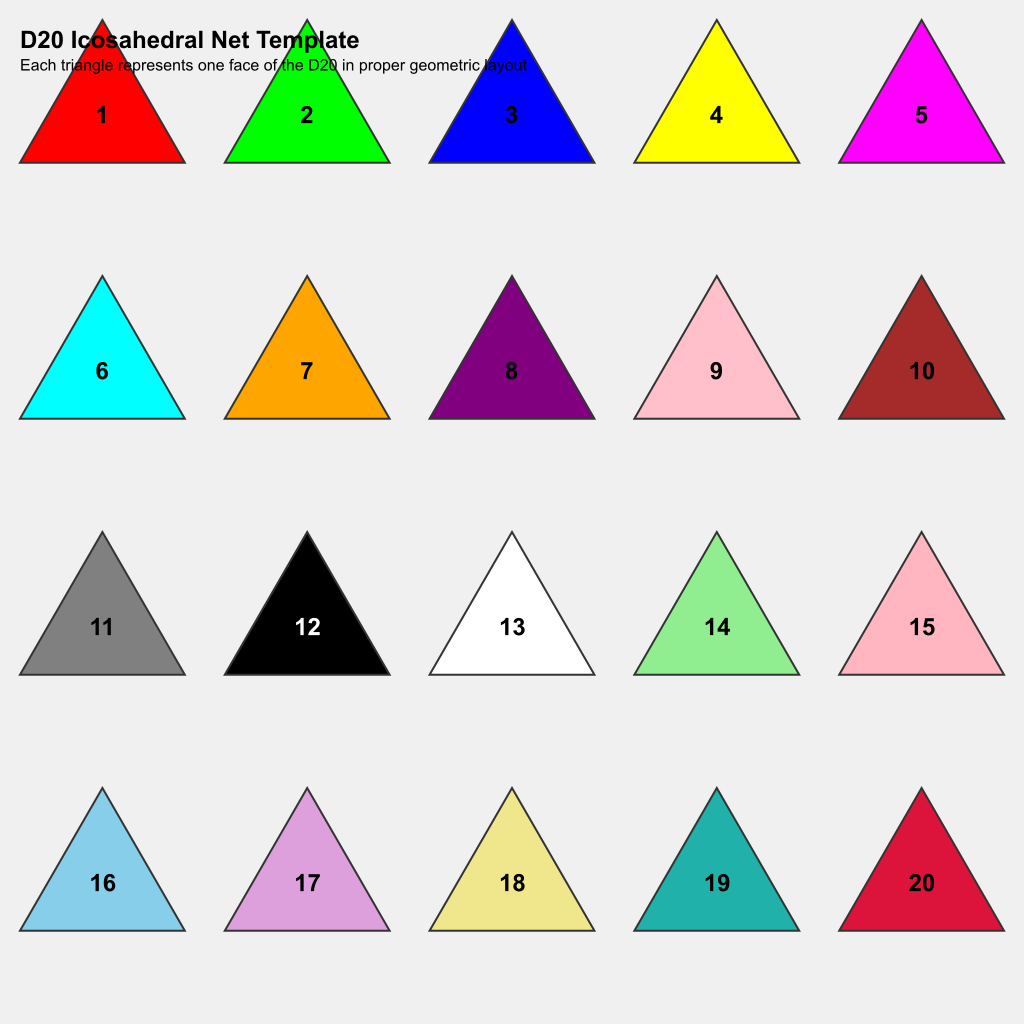 D20 Icosahedral Net Template
Each triangle represents one face of the D20 in proper geometric layout
1 2 3 4 5
6 7 8 9 10
11 12 13 14 15
16 17 18 19 20